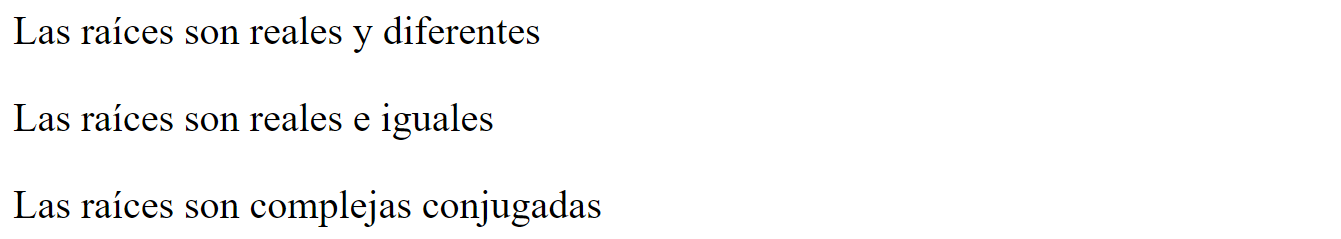 Las raíces son reales y diferentes
Las raíces son reales e iguales
Las raíces son complejas conjugadas